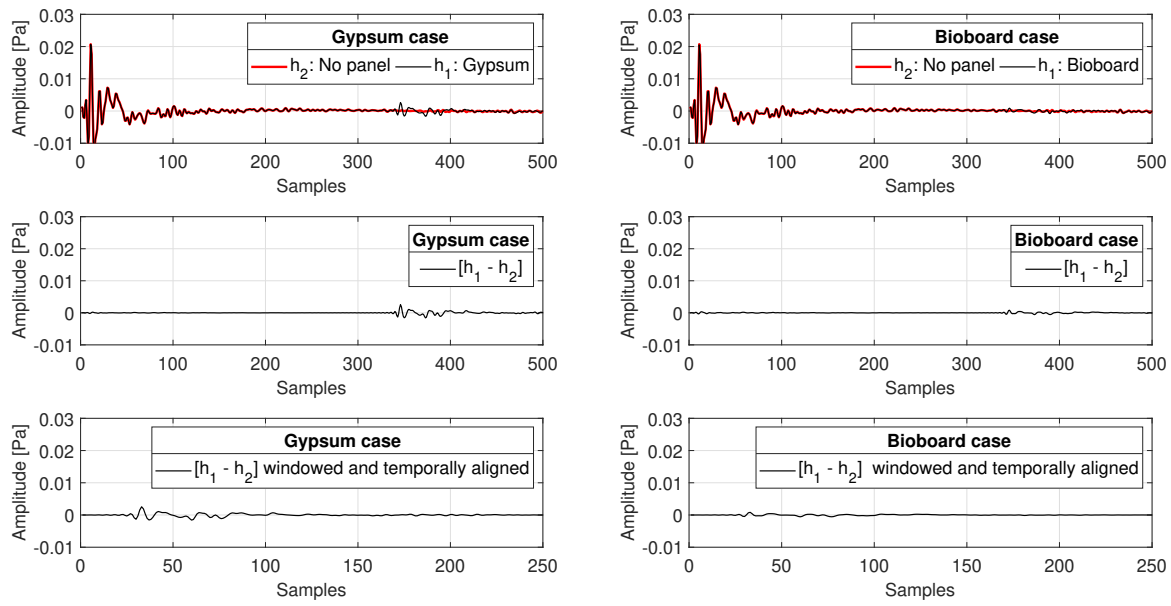 Gypsum case
h2: No panel h1: Gypsum
0.03
0.02
0.01
0
-0.01
Amplitude [Pa]
0 100 200 300 400 500
Samples
Bioboard case
h2: No panel h1: Bioboard
0.03
0.02
0.01
0
-0.01
Amplitude [Pa]
0 100 200 300 400 500
Samples
Gypsum case
[h1 - h2]
0.03
0.02
0.01
0
-0.01
Amplitude [Pa]
0 100 200 300 400 500
Samples
Bioboard case
[h1 - h2]
0.03
0.02
0.01
0
-0.01
Amplitude [Pa]
0 100 200 300 400 500
Samples
Gypsum case
[h1 - h2] windowed and temporally aligned
0.03
0.02
0.01
0
-0.01
Amplitude [Pa]
0 50 100 150 200 250
Samples
Bioboard case
[h1 - h2] windowed and temporally aligned
0.03
0.02
0.01
0
-0.01
Amplitude [Pa]
0 50 100 150 200 250
Samples